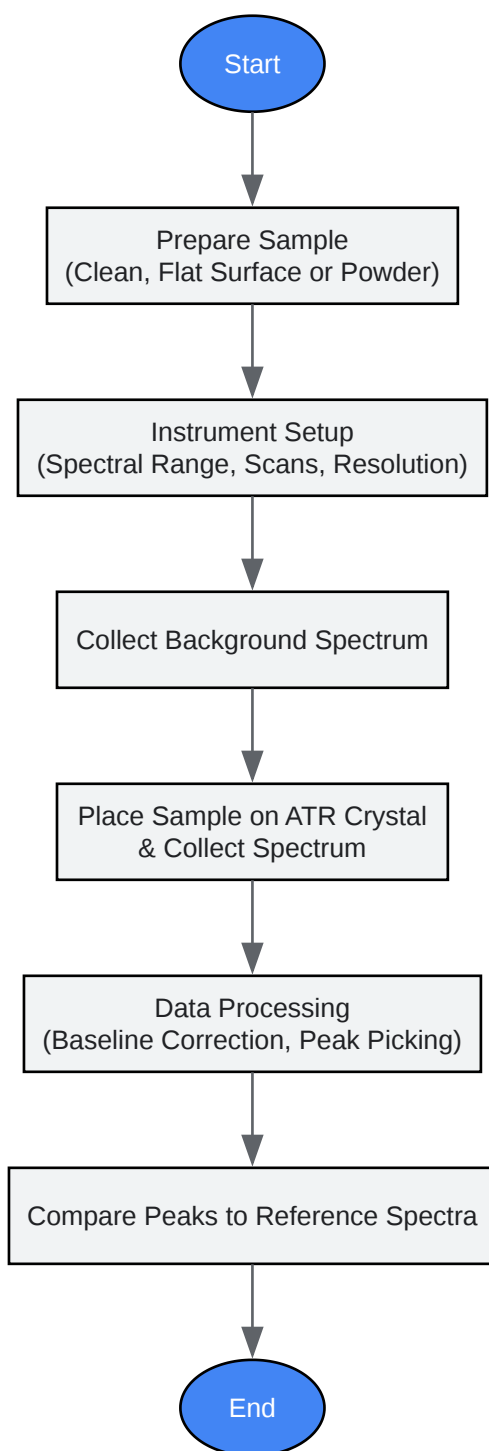 Start
Prepare Sample
(Clean, Flat Surface or Powder)
Instrument Setup
(Spectral Range, Scans, Resolution)
Collect Background Spectrum
Place Sample on ATR Crystal
& Collect Spectrum
Data Processing
(Baseline Correction, Peak Picking)
Compare Peaks to Reference Spectra
End